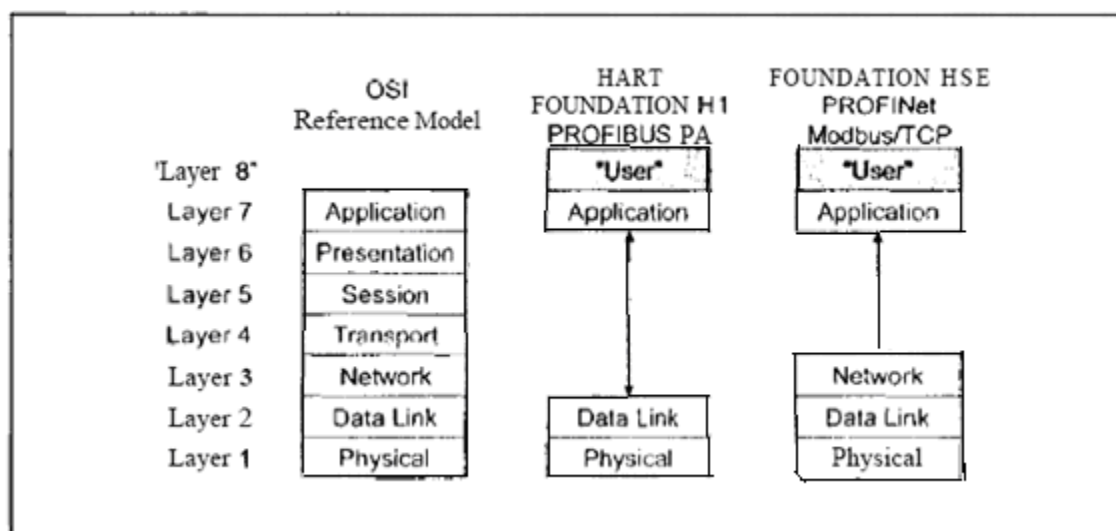 OSI
Reference Model
HART
FOUNDATION H1
PROFIBUS PA
FOUNDATION HSE
PROFINet
Modbus/TCP
'Layer 8"
"User"
"User"
Layer 7
Application
Application
Application
Layer 6
Presentation
Layer 5
Session
Layer 4
Transport
Layer 3
Network
Network
Layer 2
Data Link
Data Link
Data Link
Layer 1
Physical
Physical
Physical